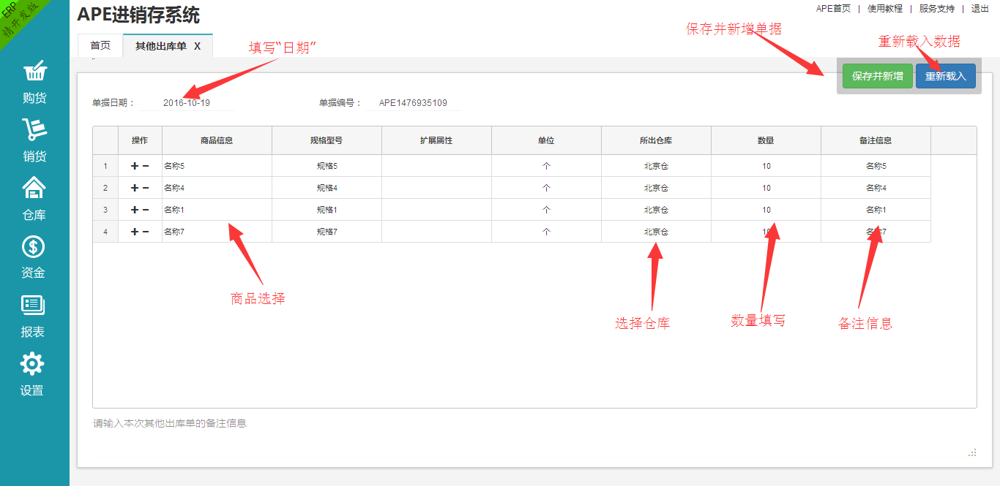 ERP
精开发版
APE进销存系统
APE首页 | 使用教程 | 服务支持 | 退出
首页 其他出库单 X
填写“日期”
保存并新增单据
重新载入数据
保存并新增 重新载入
购货
销货
仓库
资金
报表
设置
单据日期： 2016-10-19 单据编号： APE1476935109
操作 商品信息 规格型号 扩展属性 单位 所出仓库 数量 备注信息
1 名称5 规格5 个 北京仓 10 名称5
2 名称4 规格4 个 北京仓 10 名称4
3 名称1 规格1 个 北京仓 10 名称1
4 名称7 规格7 个 北京仓 10 名称7
商品选择
选择仓库
数量填写
备注信息
请输入本次其他出库单的备注信息